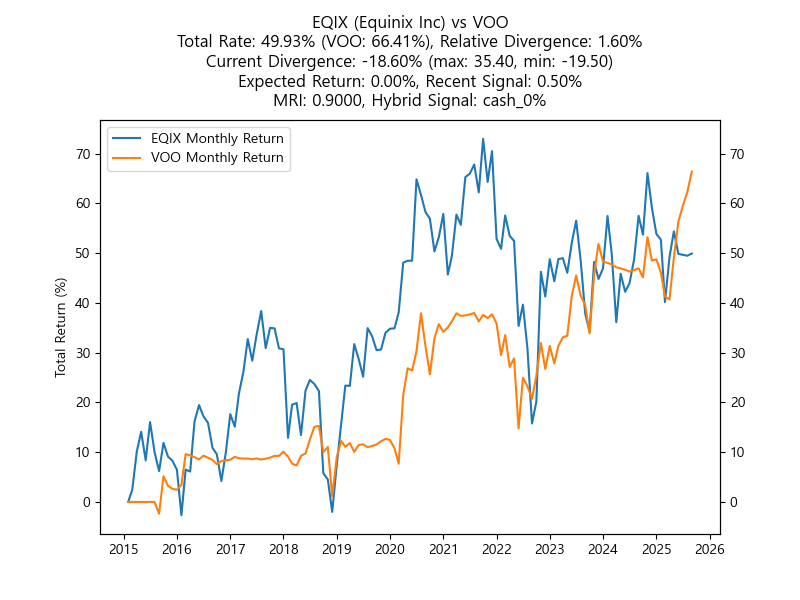 EQIX (Equinix Inc) vs VOO
Total Rate: 49.93% (VOO: 66.41%), Relative Divergence: 1.60%
Current Divergence: -18.60% (max: 35.40, min: -19.50)
Expected Return: 0.00%, Recent Signal: 0.50%
MRI: 0.9000, Hybrid Signal: cash_0%
EQIX Monthly Return
VOO Monthly Return
Total Return (%)
70 70
60 60
50 50
40 40
30 30
20 20
10 10
0 0
2015 2016 2017 2018 2019 2020 2021 2022 2023 2024 2025 2026